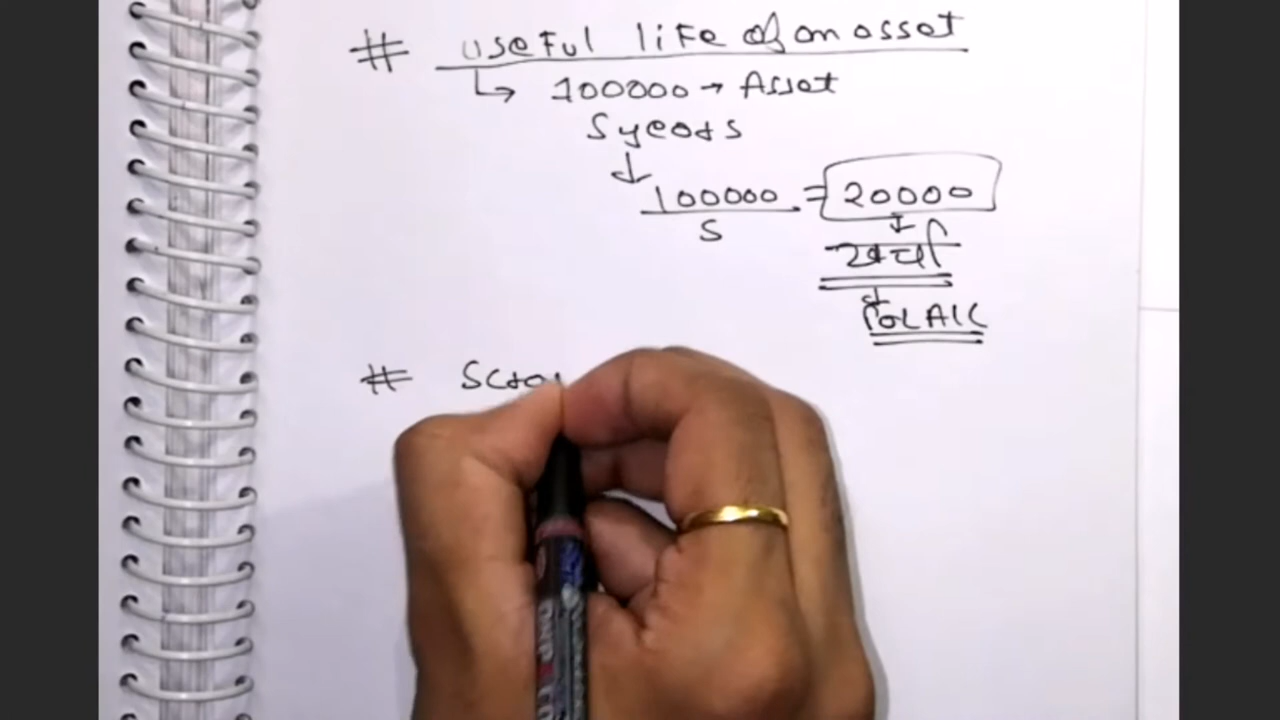 # useful life of an asset
↳ 100000 → Asset
5 years
↓
100000 = 20000
5
↓
खर्चा
↓
P&L A/C
# Scra